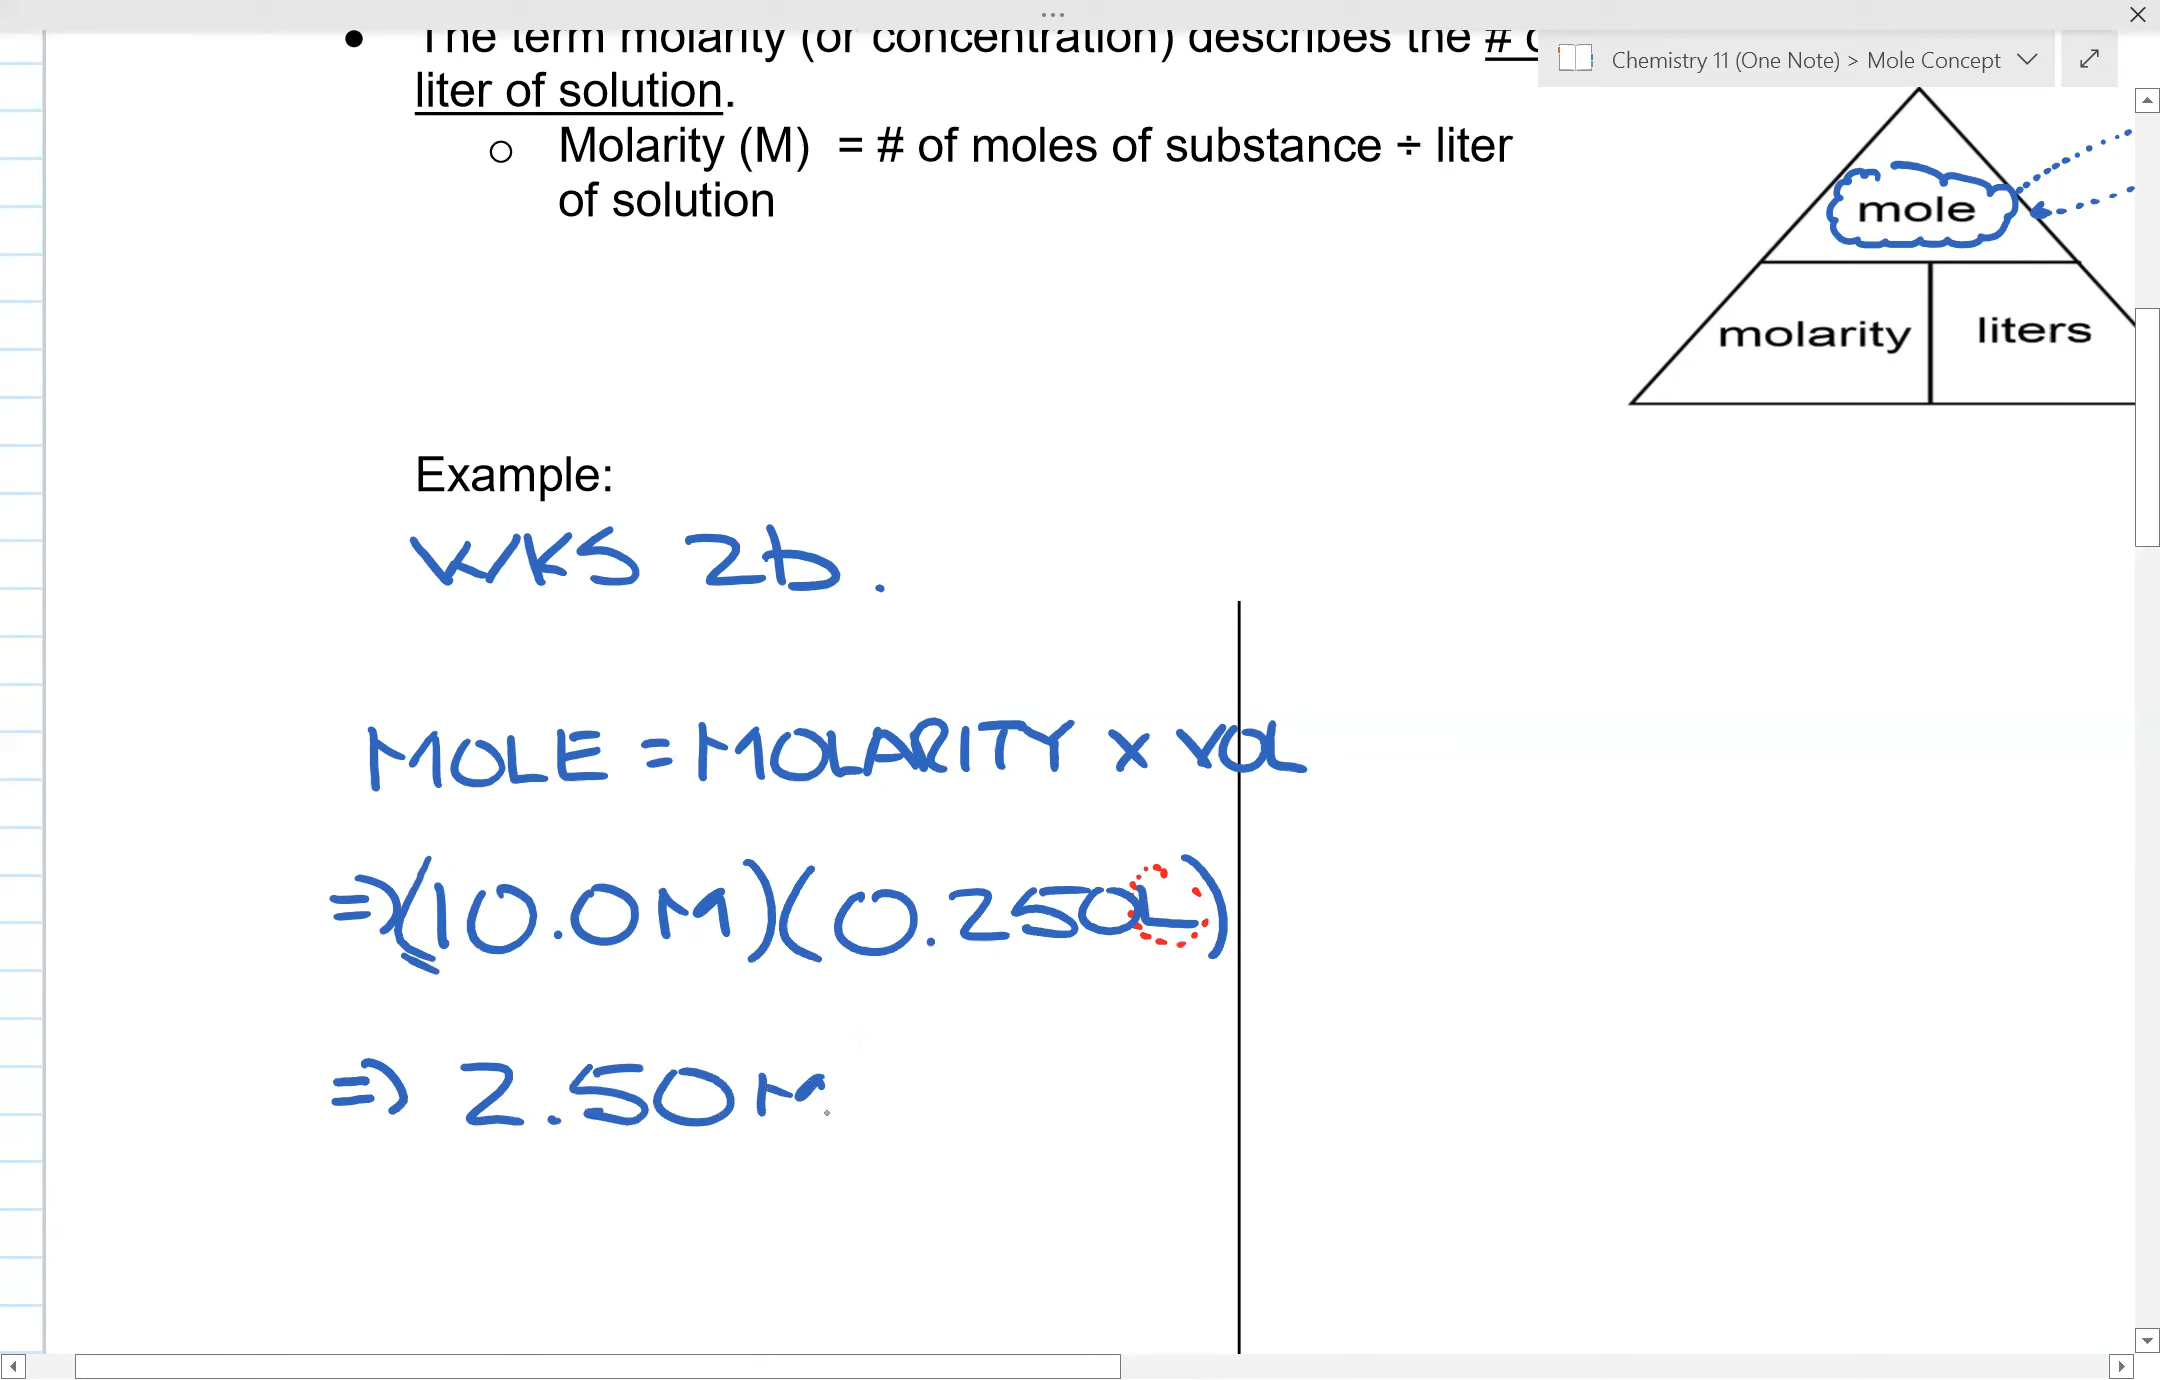 The term molarity (or concentration) describes the #
liter of solution.
Molarity (M) = # of moles of substance ÷ liter
of solution
Chemistry 11 (One Note) > Mole Concept
mole
molarity
liters
Example:
WKS 2b.
MOLE = MOLARITY x VOL
=> (10.0M)(0.250L)
=> 2.50 M